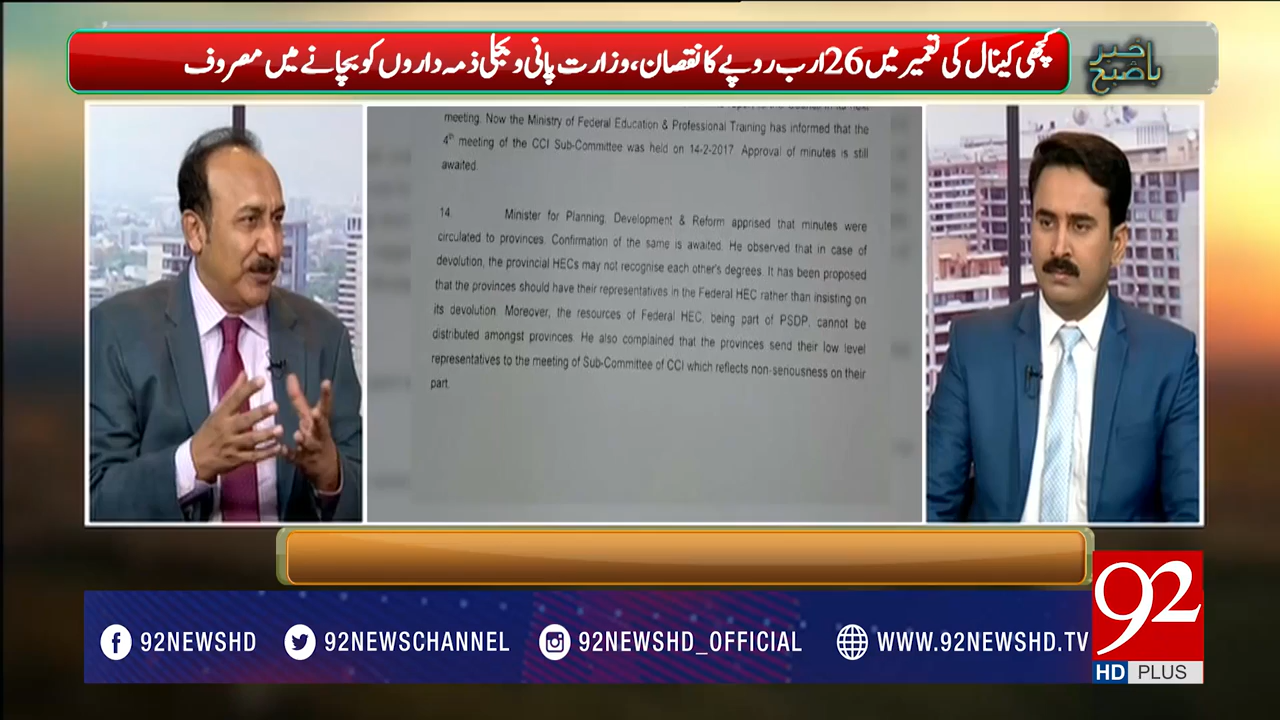 کچھی کینال کی تعمیر میں 26 ارب روپے کا نقصان، وزارت پانی و بجلی ذمہ داروں کو بچانے میں مصروف
باخبر صبح
meeting. Now the Ministry of Federal Education & Professional Training has informed that the
4th meeting of the CCI Sub-Committee was held on 14-2-2017. Approval of minutes is still
awaited.
14. Minister for Planning, Development & Reform apprised that minutes were
circulated to provinces. Confirmation of the same is awaited. He observed that in case of
devolution, the provincial HECs may not recognise each other's degrees. It has been proposed
that the provinces should have their representatives in the Federal HEC rather than insisting on
its devolution. Moreover, the resources of Federal HEC, being part of PSDP, cannot be
distributed amongst provinces. He also complained that the provinces send their low level
representatives to the meeting of Sub-Committee of CCI which reflects non-seriousness on their
part.
92NEWSHD 92NEWSCHANNEL 92NEWSHD_OFFICIAL WWW.92NEWSHD.TV
92
HD PLUS